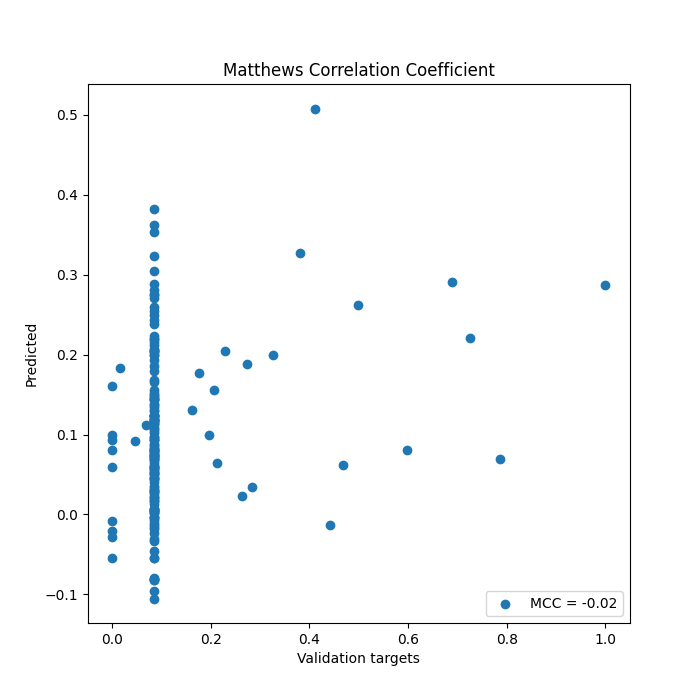 Matthews Correlation Coefficient
0.5
0.4
0.3
0.2
0.1
0.0
−0.1
Predicted
MCC = -0.02
0.0 0.2 0.4 0.6 0.8 1.0
Validation targets